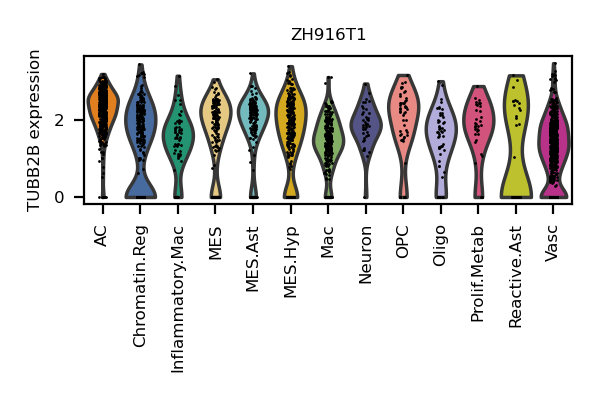 ZH916T1
TUBB2B expression
2
0
AC
Chromatin.Reg
Inflammatory.Mac
MES
MES.Ast
MES.Hyp
Mac
Neuron
OPC
Oligo
Prolif.Metab
Reactive.Ast
Vasc